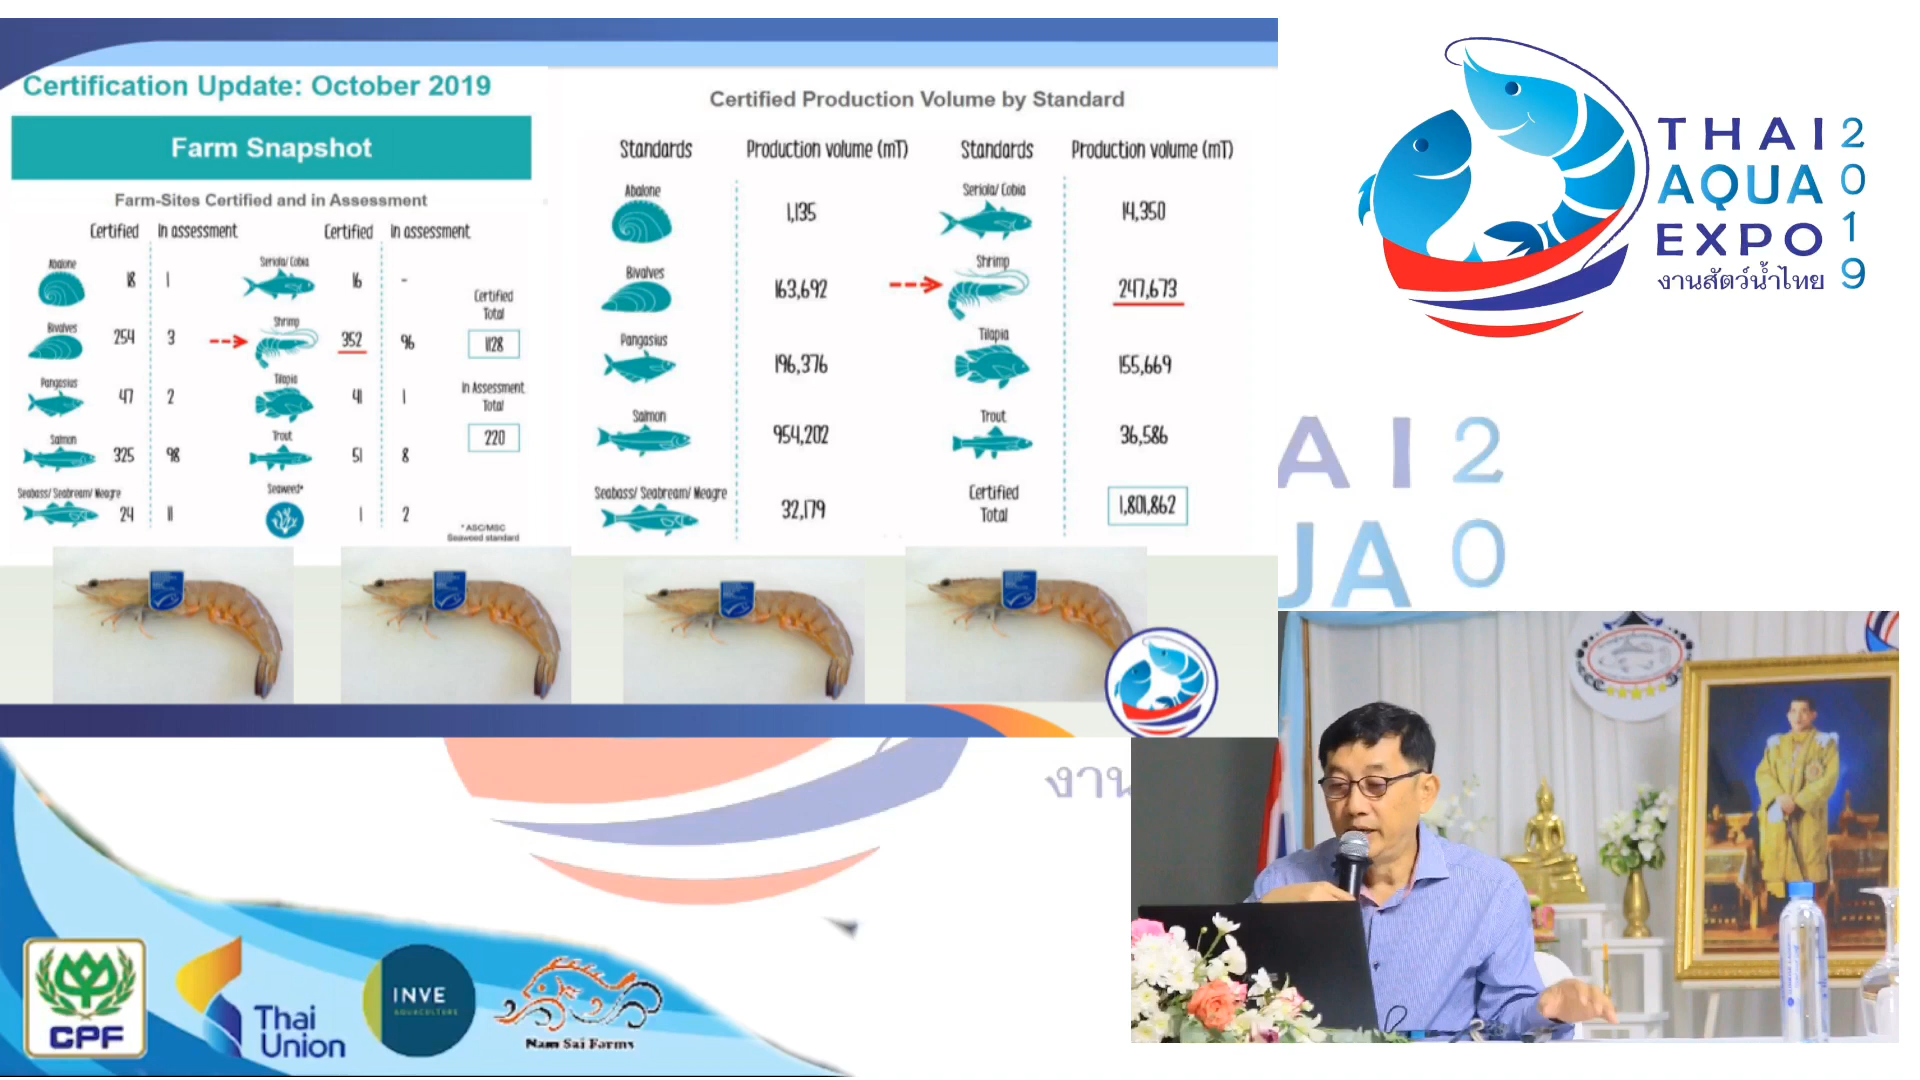 Certification Update: October 2019
Farm Snapshot
Farm-Sites Certified and in Assessment
Certified In assessment Certified In assessment
Abalone 18 1 Seriola/ Cobia 16 -
Bivalves 254 3 Shrimp 352 96
Pangasius 47 2 Tilapia 41 1
Salmon 325 98 Trout 51 8
Seabass/ Seabream/ Meagre 24 11 Seaweed* 1 2
Certified
Total
1128
In Assessment
Total
220
* ASC/MSC
Seaweed standard
Certified Production Volume by Standard
Standards Production volume (mT) Standards Production volume (mT)
Abalone 1,135 Seriola/ Cobia 14,350
Bivalves 163,692 Shrimp 247,673
Pangasius 196,376 Tilapia 155,669
Salmon 954,202 Trout 36,586
Seabass/ Seabream/ Meagre 32,179 Certified Total 1,801,862
THAI
AQUA
EXPO
2019
งานสัตว์น้ำไทย
A I 2
UA 0
งาน
CPF
Thai
Union
INVE
AQUACULTURE
Nam Sai Farms